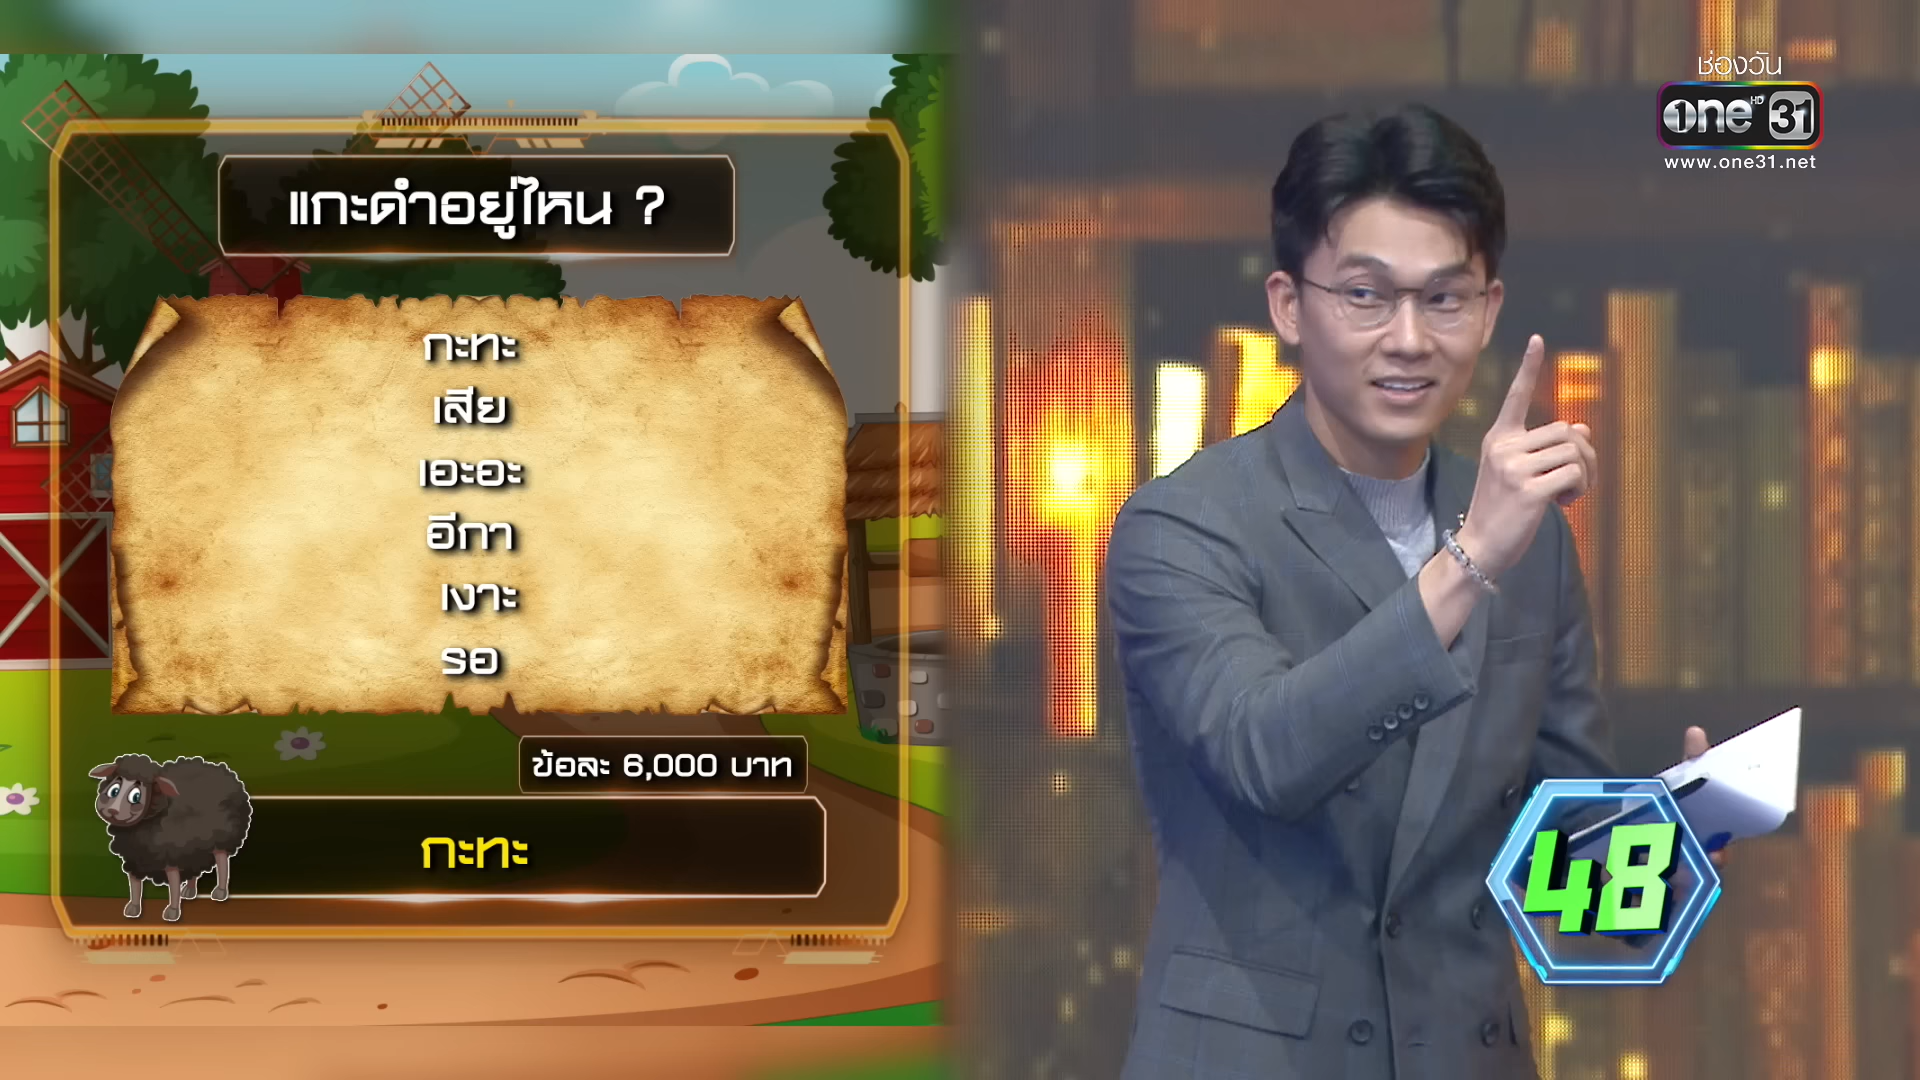 แกะดำอยู่ไหน ?
กะทะ
เสีย
เอะอะ
อีกา
เงาะ
รอ
ข้อละ 6,000 บาท
กะทะ
ช่องวัน
one HD 31
www.one31.net
48